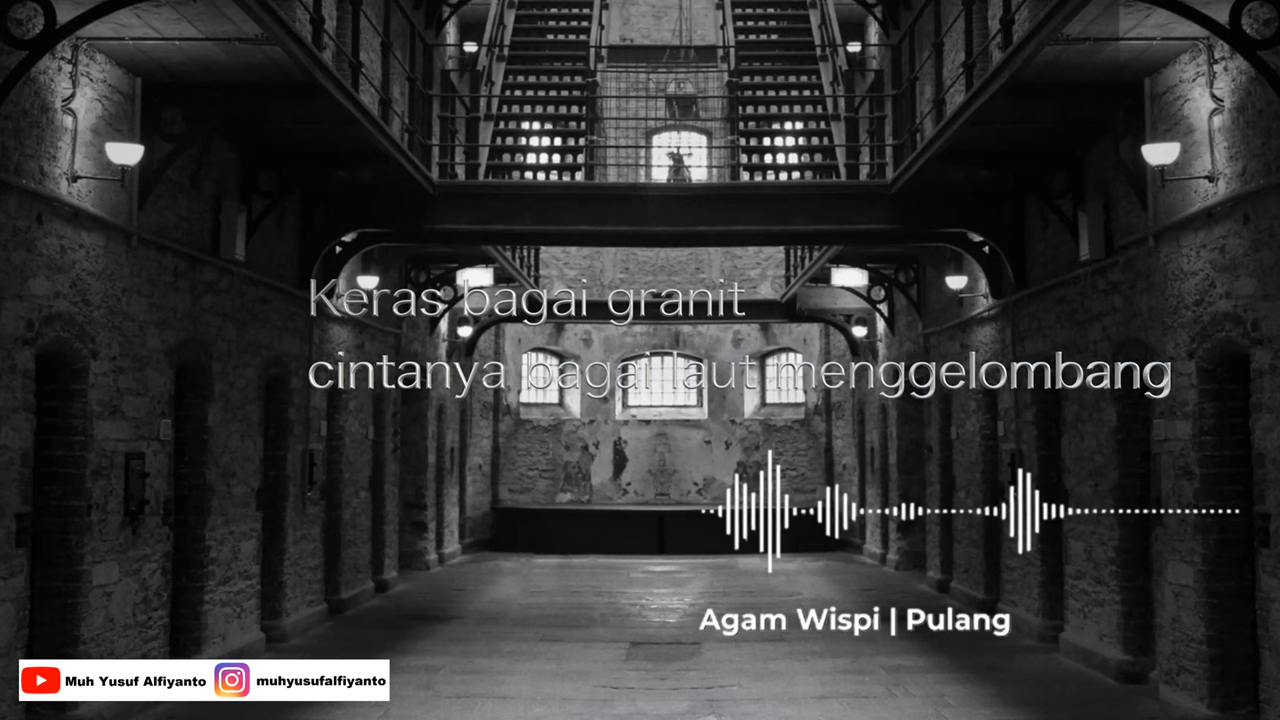 Keras bagai granit
cintanya bagai laut menggelombang
Agam Wispi | Pulang
Muh Yusuf Alfiyanto
muhyusufalfiyanto